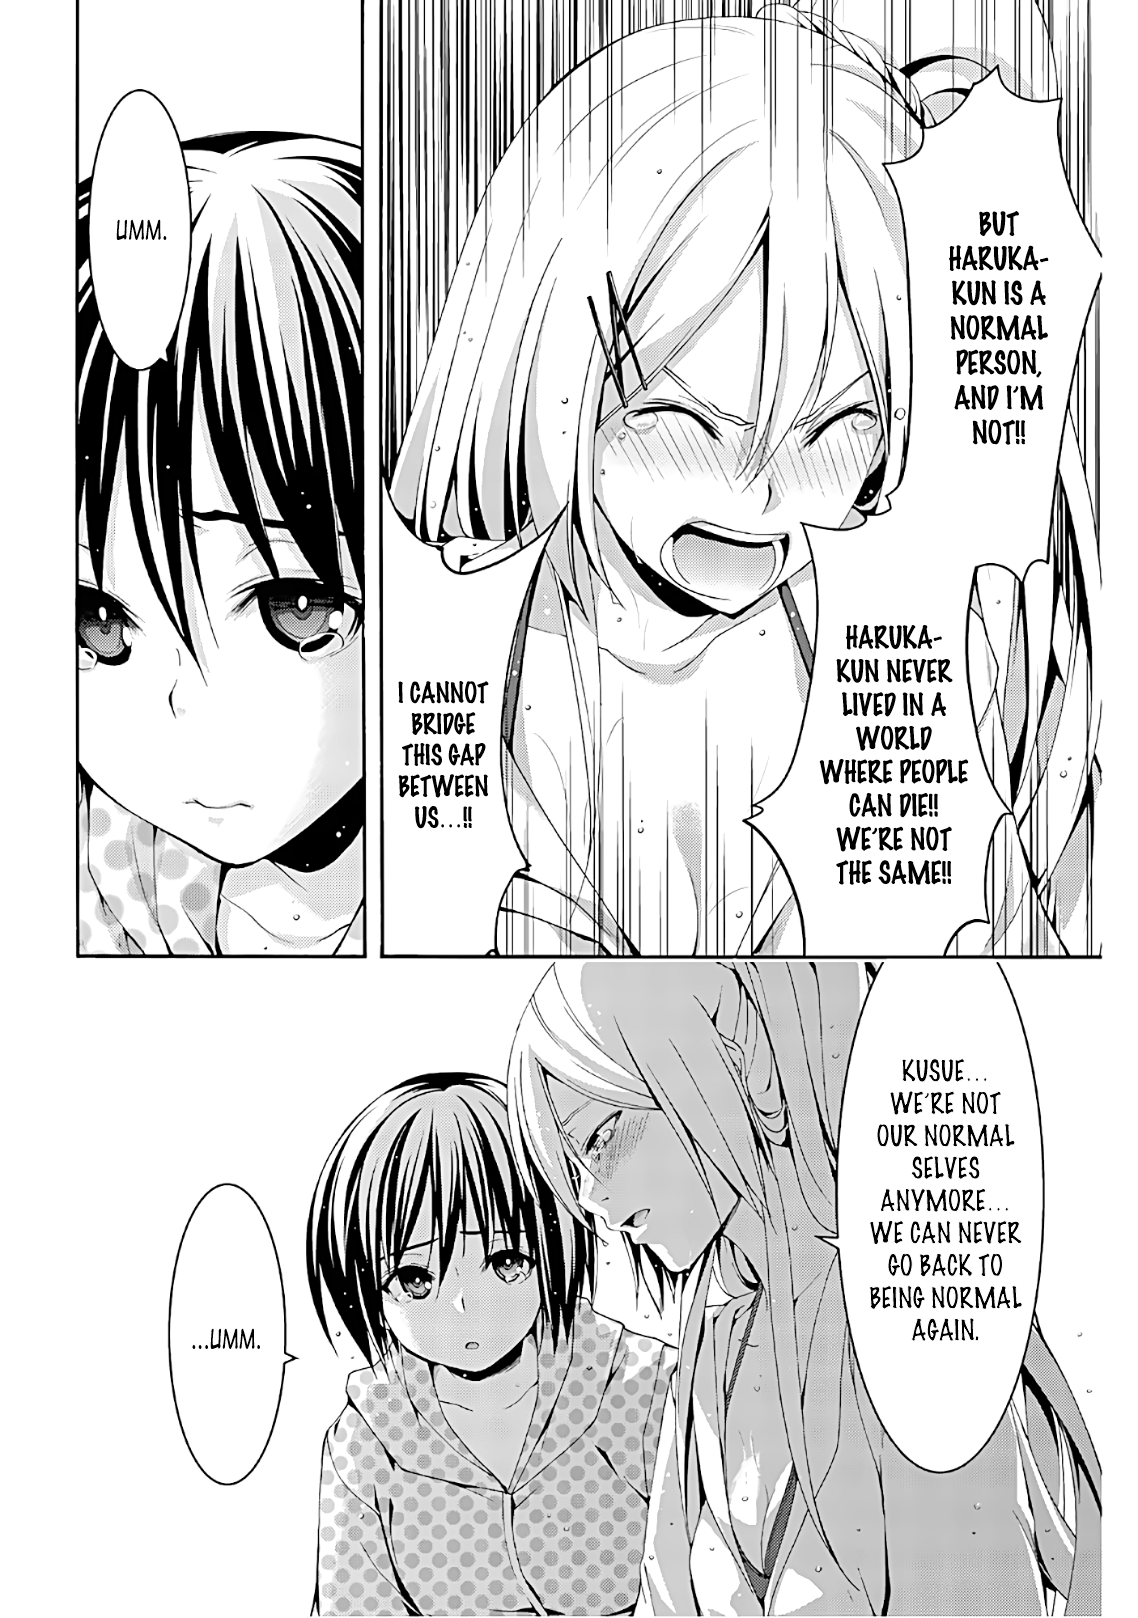 BUT
HARUKA-
KUN IS A
NORMAL
PERSON,
AND I'M
NOT!!
HARUKA-
KUN NEVER
LIVED IN A
WORLD
WHERE PEOPLE
CAN DIE!!
WE'RE NOT
THE SAME!!
I CANNOT
BRIDGE
THIS GAP
BETWEEN
US...!!
UMM.
KUSUE...
WE'RE NOT
OUR NORMAL
SELVES
ANYMORE...
WE CAN NEVER
GO BACK TO
BEING NORMAL
AGAIN.
...UMM.